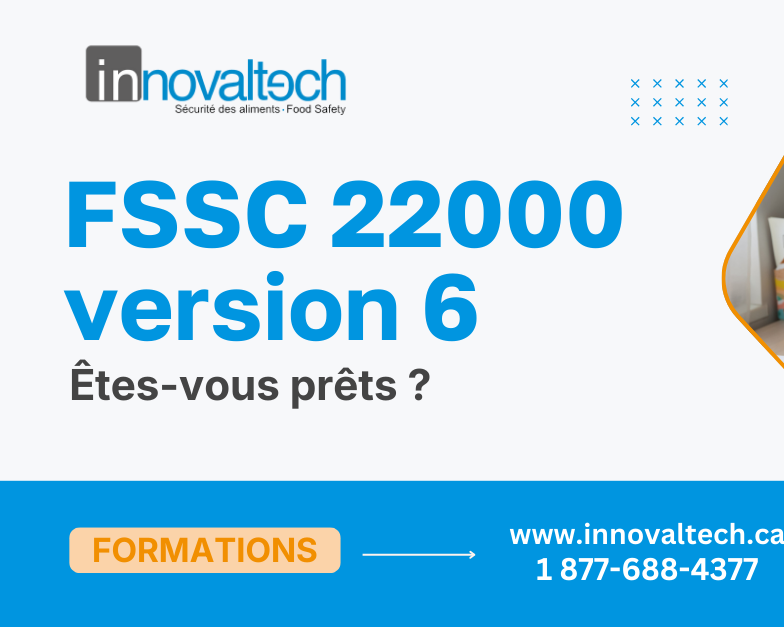 innovaltech
Sécurité des aliments · Food Safety
FSSC 22000
version 6
Êtes-vous prêts ?
FORMATIONS
www.innovaltech.ca
1 877-688-4377